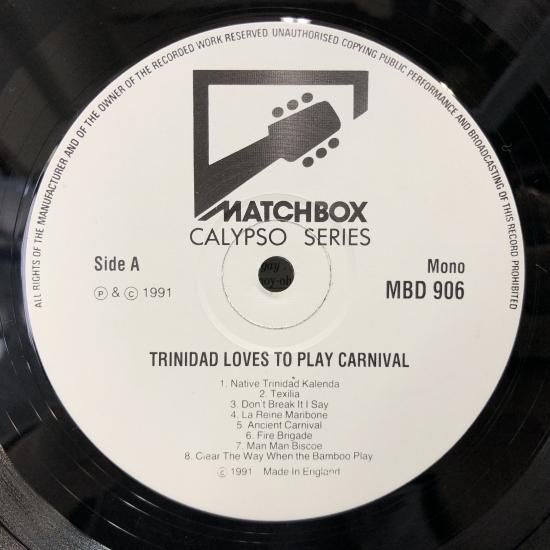 ALL RIGHTS OF THE MANUFACTURER AND OF THE OWNER OF THE RECORDED WORK RESERVED UNAUTHORISED COPYING PUBLIC PERFORMANCE AND BROADCASTING OF THIS RECORD PROHIBITED
MATCHBOX
CALYPSO SERIES
Side A
Mono
Ⓟ & © 1991
MBD 906
TRINIDAD LOVES TO PLAY CARNIVAL
1. Native Trinidad Kalenda
2. Texilia
3. Don't Break It I Say
4. La Reine Maribone
5. Ancient Carnival
6. Fire Brigade
7. Man Man Biscoe
8. Clear The Way When the Bamboo Play
© 1991 Made In England